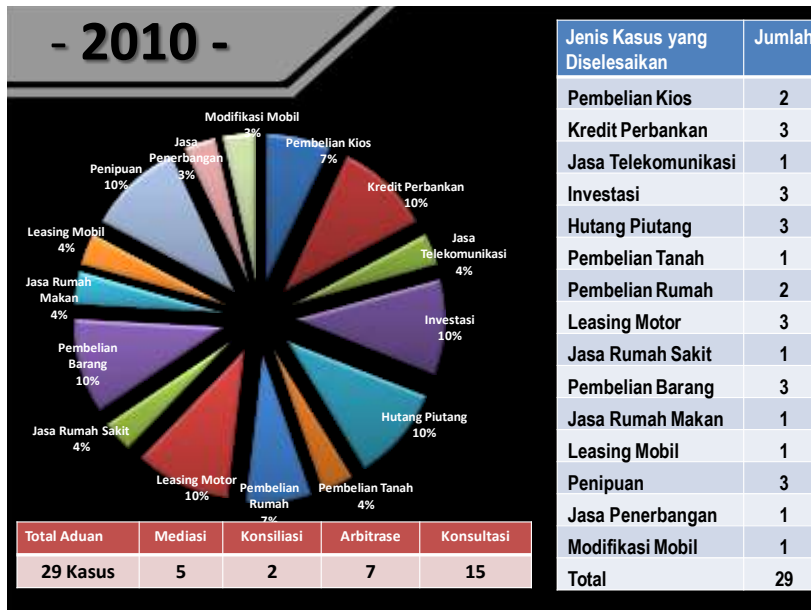 - 2010 -
Modifikasi Mobil
3%
Pembelian Kios
7%
Kredit Perbankan
10%
Jasa
Telekomunikasi
4%
Investasi
10%
Hutang Piutang
10%
Pembelian Tanah
4%
Pembelian
Rumah
7%
Leasing Motor
10%
Jasa Rumah Sakit
4%
Pembelian
Barang
10%
Jasa Rumah
Makan
4%
Leasing Mobil
4%
Penipuan
10%
Jasa
Penerbangan
3%
Total Aduan Mediasi Konsiliasi Arbitrase Konsultasi
29 Kasus 5 2 7 15
Jenis Kasus yang Jumlah
Diselesaikan
Pembelian Kios 2
Kredit Perbankan 3
Jasa Telekomunikasi 1
Investasi 3
Hutang Piutang 3
Pembelian Tanah 1
Pembelian Rumah 2
Leasing Motor 3
Jasa Rumah Sakit 1
Pembelian Barang 3
Jasa Rumah Makan 1
Leasing Mobil 1
Penipuan 3
Jasa Penerbangan 1
Modifikasi Mobil 1
Total 29